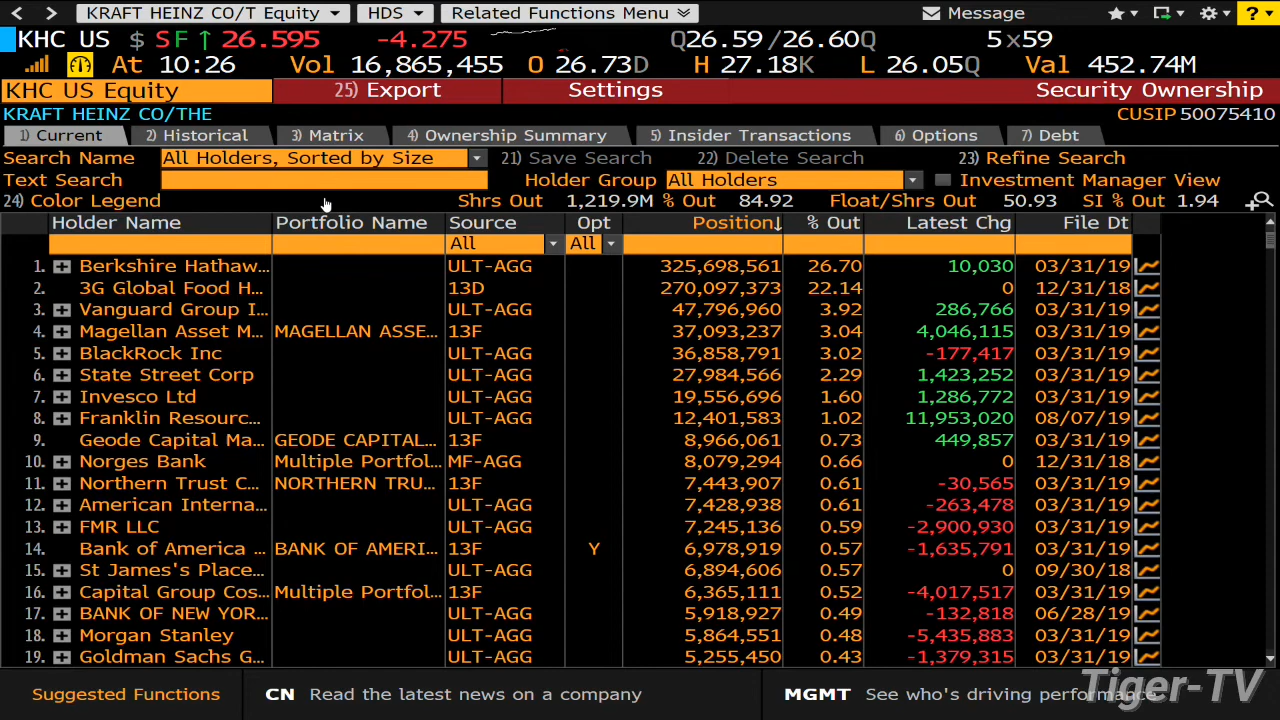 KRAFT HEINZ CO/T Equity HDS Related Functions Menu Message ?
KHC US $ S F ↑ 26.595 -4.275 Q26.59/26.60Q 5x59
At 10:26 Vol 16,865,455 O 26.73D H 27.18K L 26.05Q Val 452.74M
KHC US Equity 25) Export Settings Security Ownership
KRAFT HEINZ CO/THE CUSIP 50075410
1) Current 2) Historical 3) Matrix 4) Ownership Summary 5) Insider Transactions 6) Options 7) Debt
Search Name All Holders, Sorted by Size 21) Save Search 22) Delete Search 23) Refine Search
Text Search Holder Group All Holders Investment Manager View
24) Color Legend Shrs Out 1,219.9M % Out 84.92 Float/Shrs Out 50.93 SI % Out 1.94
Holder Name Portfolio Name Source Opt Position↓ % Out Latest Chg File Dt
All All
1. Berkshire Hathaw... ULT-AGG 325,698,561 26.70 10,030 03/31/19
2. 3G Global Food H... 13D 270,097,373 22.14 0 12/31/18
3. Vanguard Group I... ULT-AGG 47,796,960 3.92 286,766 03/31/19
4. Magellan Asset M... MAGELLAN ASSE... 13F 37,093,237 3.04 4,046,115 03/31/19
5. BlackRock Inc ULT-AGG 36,858,791 3.02 -177,417 03/31/19
6. State Street Corp ULT-AGG 27,984,566 2.29 1,423,252 03/31/19
7. Invesco Ltd ULT-AGG 19,556,696 1.60 1,286,772 03/31/19
8. Franklin Resourc... ULT-AGG 12,401,583 1.02 11,953,020 08/07/19
9. Geode Capital Ma... GEODE CAPITAL... 13F 8,966,061 0.73 449,857 03/31/19
10. Norges Bank Multiple Portfol... MF-AGG 8,079,294 0.66 0 12/31/18
11. Northern Trust C... NORTHERN TRU... 13F 7,443,907 0.61 -30,565 03/31/19
12. American Interna... ULT-AGG 7,428,938 0.61 -263,478 03/31/19
13. FMR LLC ULT-AGG 7,245,136 0.59 -2,900,930 03/31/19
14. Bank of America ... BANK OF AMERI... 13F Y 6,978,919 0.57 -1,635,791 03/31/19
15. St James's Place... ULT-AGG 6,894,606 0.57 0 09/30/18
16. Capital Group Cos... Multiple Portfol... 13F 6,365,111 0.52 -4,017,517 03/31/19
17. BANK OF NEW YOR... ULT-AGG 5,918,927 0.49 -132,818 06/28/19
18. Morgan Stanley ULT-AGG 5,864,551 0.48 -5,435,883 03/31/19
19. Goldman Sachs G... ULT-AGG 5,255,450 0.43 -1,379,315 03/31/19
Suggested Functions CN Read the latest news on a company MGMT See who's driving performance
Tiger-TV